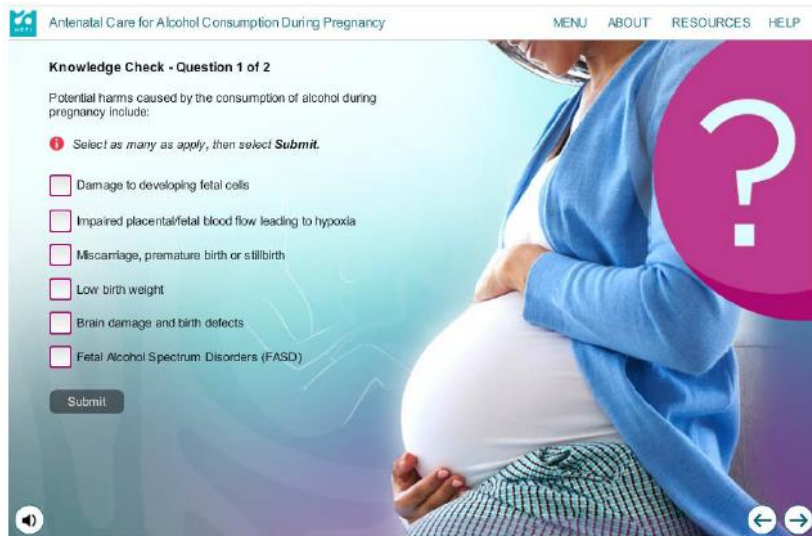 HETI
Antenatal Care for Alcohol Consumption During Pregnancy
MENU ABOUT RESOURCES HELP
Knowledge Check - Question 1 of 2
Potential harms caused by the consumption of alcohol during
pregnancy include:
Select as many as apply, then select Submit.
Damage to developing fetal cells
Impaired placental/fetal blood flow leading to hypoxia
Miscarriage, premature birth or stillbirth
Low birth weight
Brain damage and birth defects
Fetal Alcohol Spectrum Disorders (FASD)
Submit
?